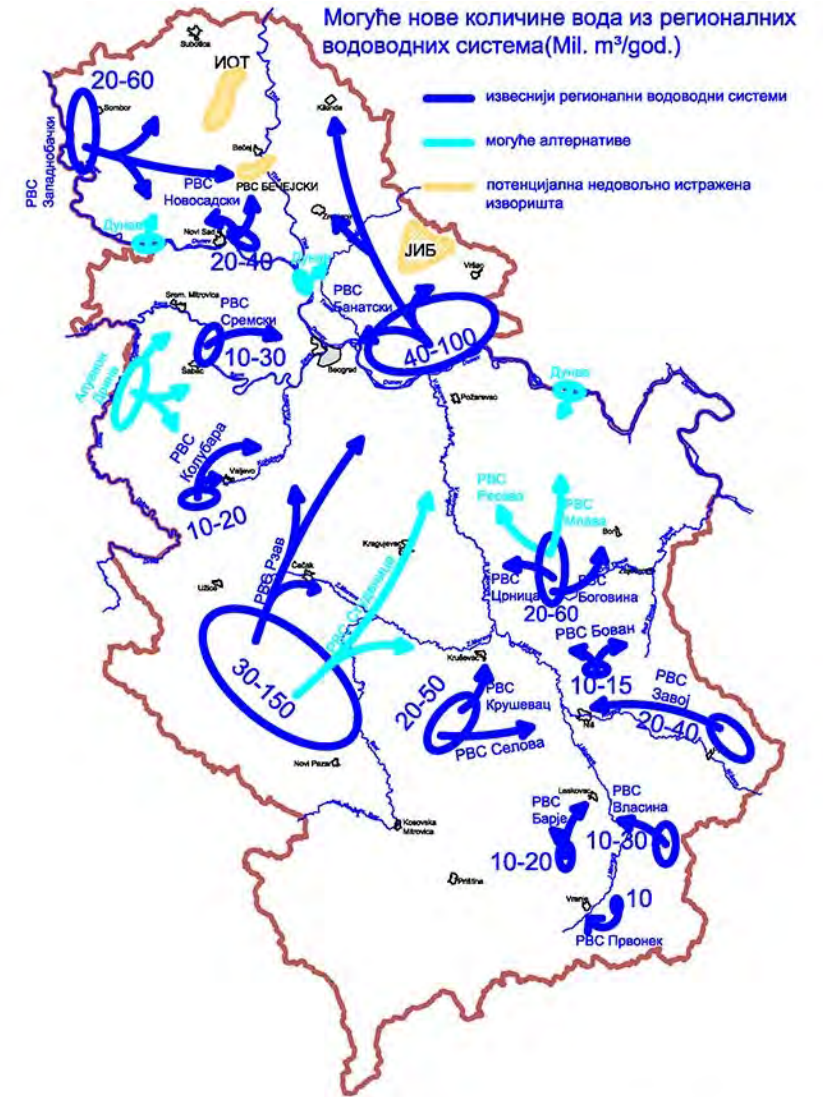 Могуће нове количине вода из регионалних
водоводних система(Mil. m³/god.)
извеснији регионални водоводни системи
могуће алтернативе
потенцијална недовољно истражена
изворишта
Subotica
ИОТ
20-60
Sombor
Kikinda
РВС
Западнобачки
Bečej
РВС
Новосадски
РВС БЕЧЕЈСКИ
Дунав
Novi Sad
20-40
Дунав
ЈИБ
Vršac
РВС
Банатски
Srem. Mitrovica
РВС
Сремски
10-30
40-100
Šabac
Beograd
Алувион
Дрине
Дунав
Požarevac
РВС
Колубара
Valjevo
10-20
РВС
Ресава
РВС
Млава
Bor
Kragujevac
Čačak
Užice
РВС Рзав
РВС Студеница
РВС
Црница
РВС
Боговина
20-60
РВС Бован
10-15
Kruševac
30-150
20-50
РВС
Крушевац
РВС
Завој
20-40
Niš
РВС Селова
Novi Pazar
Leskovac
РВС
Барје
РВС
Власина
10-20
10-30
Kosovska
Mitrovica
Priština
Vranje
10
РВС Првонек